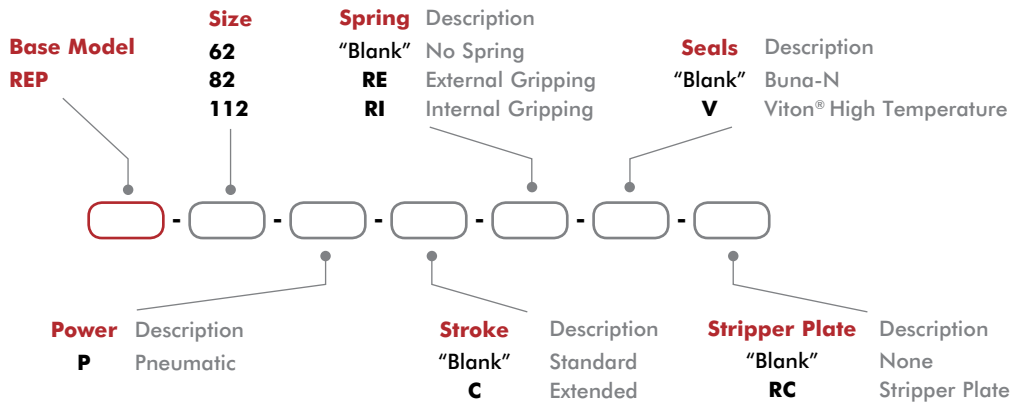 Base Model
REP
Size
62
82
112
Spring Description
“Blank” No Spring
RE External Gripping
RI Internal Gripping
Seals Description
“Blank” Buna-N
V Viton® High Temperature
- - - - - -
Power Description
P Pneumatic
Stroke Description
“Blank” Standard
C Extended
Stripper Plate Description
“Blank” None
RC Stripper Plate